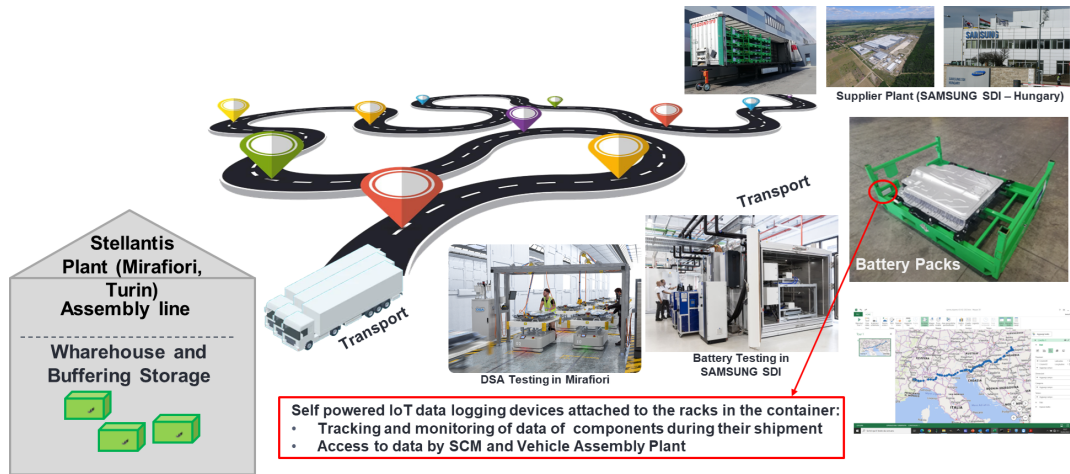 SAMSUNG
Supplier Plant (SAMSUNG SDI – Hungary)
Transport
Battery Packs
Stellantis
Plant (Mirafiori,
Turin)
Assembly line
Wharehouse and
Buffering Storage
Transport
DSA Testing in Mirafiori
Battery Testing in
SAMSUNG SDI
ITALIA
Self powered IoT data logging devices attached to the racks in the container:
• Tracking and monitoring of data of components during their shipment
• Access to data by SCM and Vehicle Assembly Plant